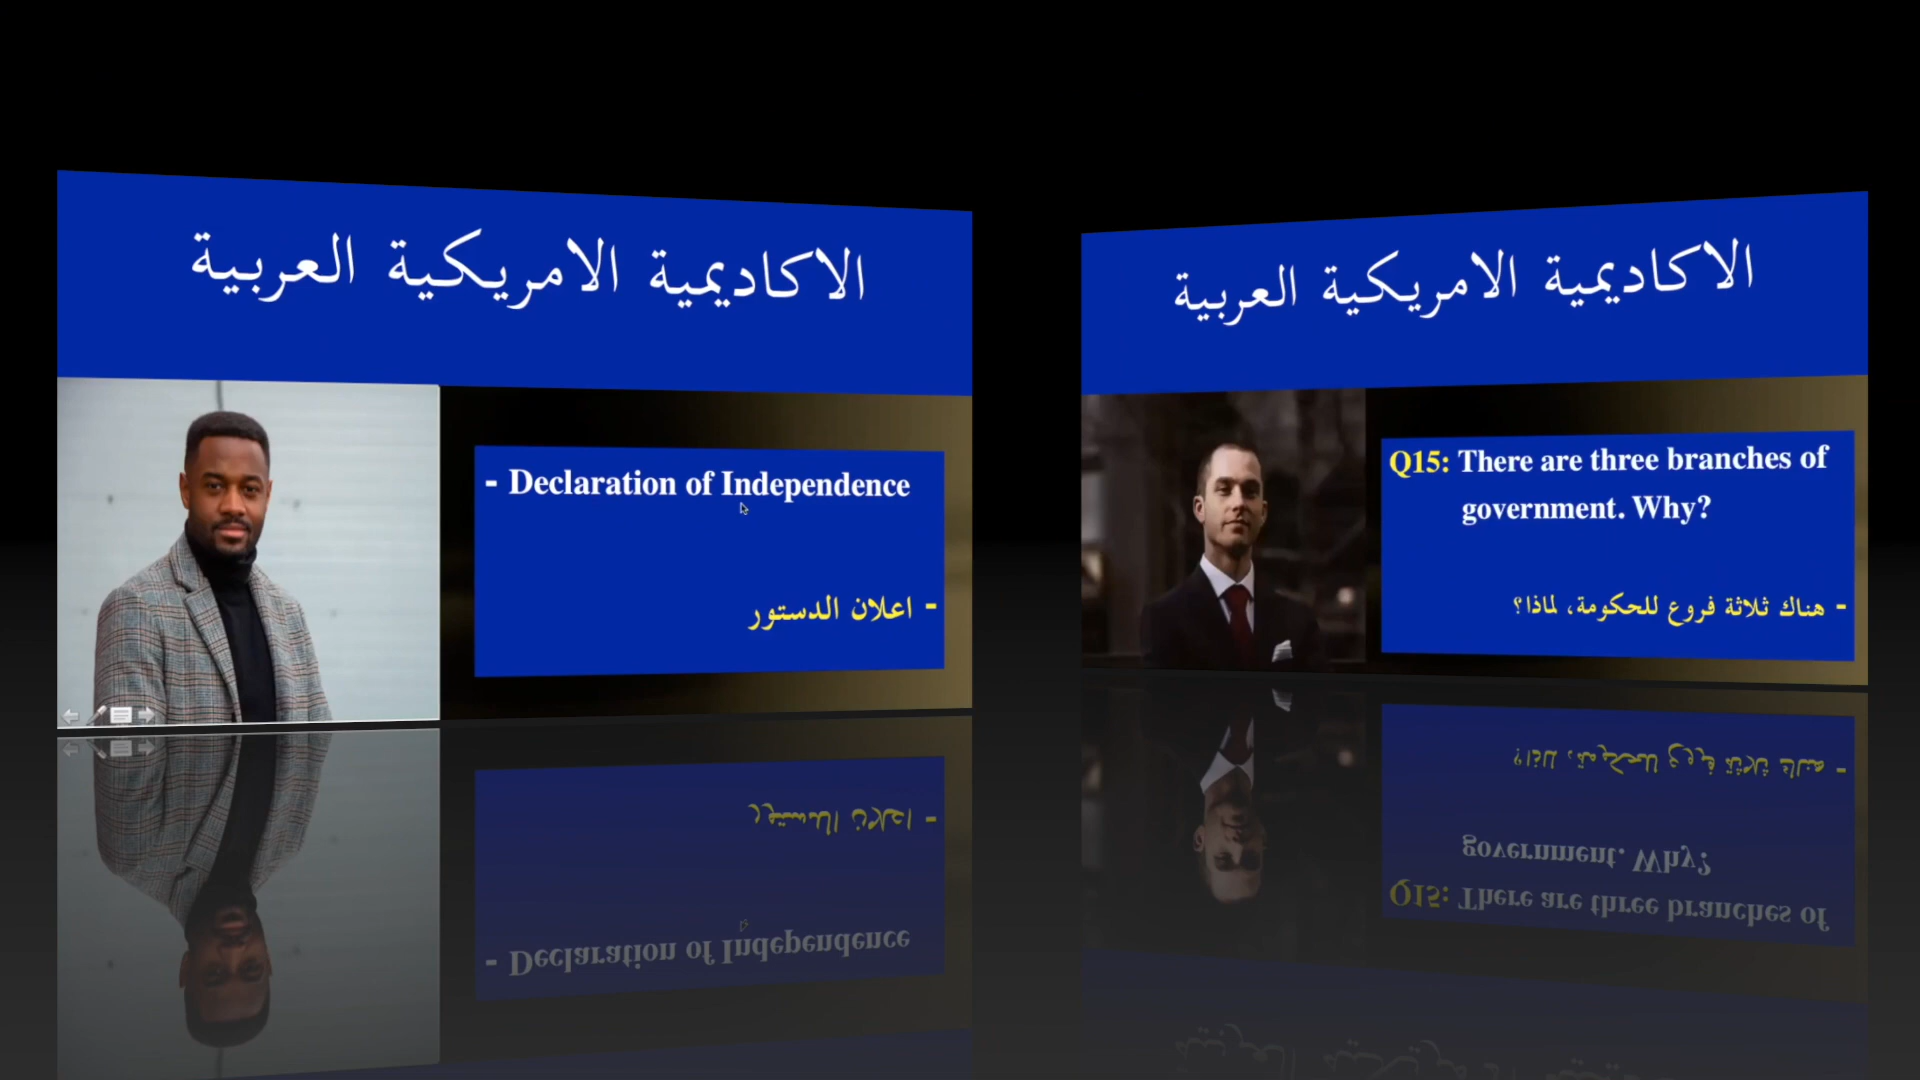 الاكاديمية الامريكية العربية
- Declaration of Independence
- اعلان الدستور
الاكاديمية الامريكية العربية
Q15: There are three branches of
government. Why?
- هناك ثلاثة فروع للحكومة، لماذا؟